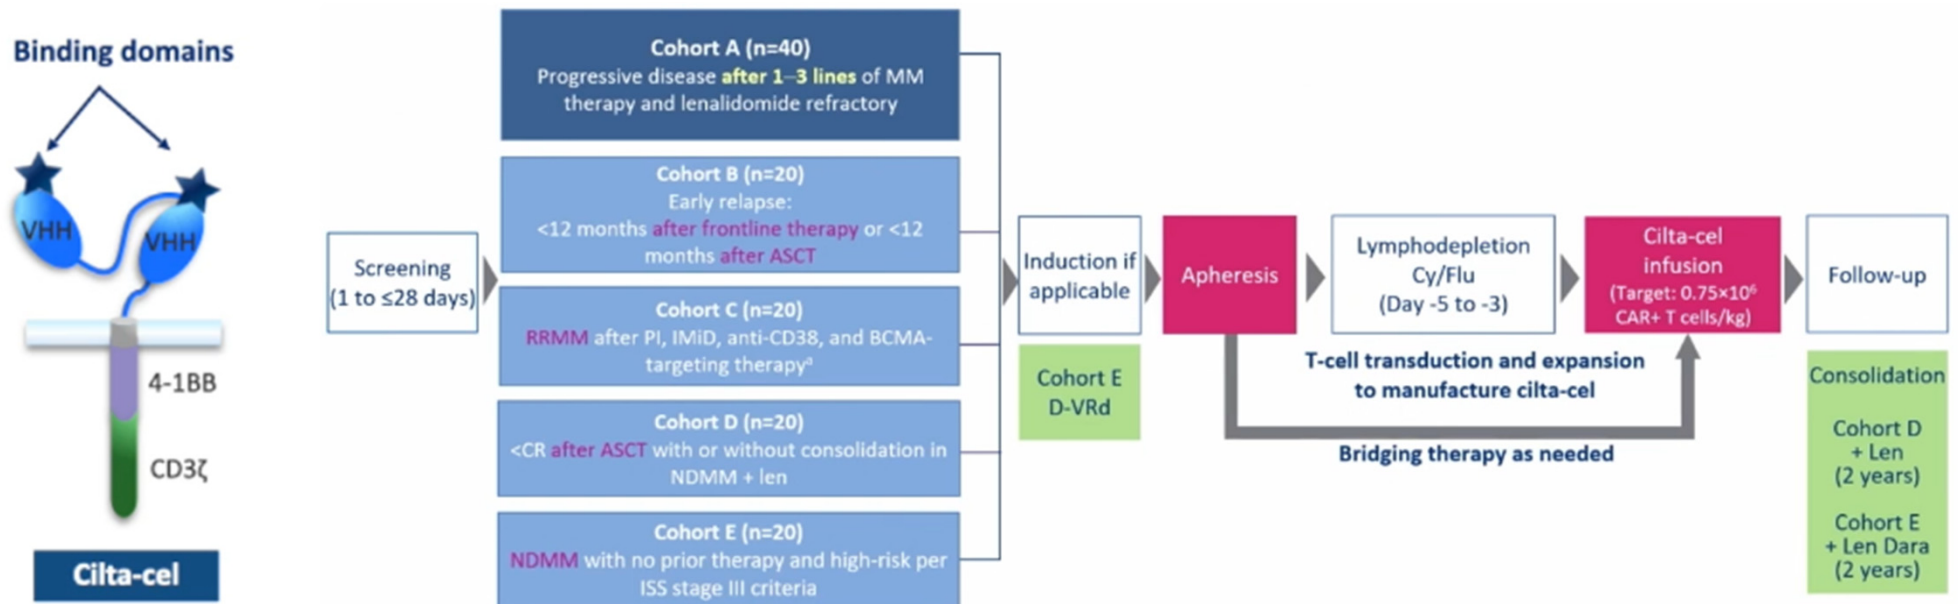 Binding domains
VHH
VHH
4-1BB
CD3ζ
Cilta-cel
Screening
(1 to ≤28 days)
Cohort A (n=40)
Progressive disease after 1–3 lines of MM
therapy and lenalidomide refractory
Cohort B (n=20)
Early relapse:
<12 months after frontline therapy or <12
months after ASCT
Cohort C (n=20)
RRMM after PI, IMiD, anti-CD38, and BCMA-
targeting therapyᵃ
Cohort D (n=20)
<CR after ASCT with or without consolidation in
NDMM + len
Cohort E (n=20)
NDMM with no prior therapy and high-risk per
ISS stage III criteria
Induction if
applicable
Cohort E
D-VRd
Apheresis
Lymphodepletion
Cy/Flu
(Day -5 to -3)
T-cell transduction and expansion
to manufacture cilta-cel
Bridging therapy as needed
Cilta-cel
infusion
(Target: 0.75×10⁶
CAR+ T cells/kg)
Follow-up
Consolidation
Cohort D
+ Len
(2 years)
Cohort E
+ Len Dara
(2 years)